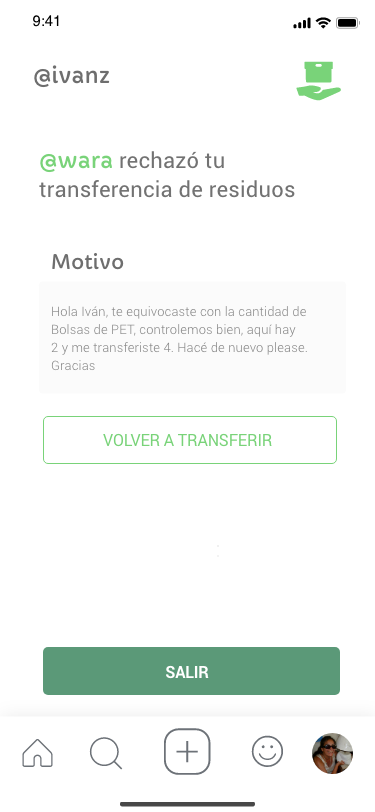 9:41
@ivanz
@wara rechazó tu
transferencia de residuos
Motivo
Hola Iván, te equivocaste con la cantidad de
Bolsas de PET, controlemos bien, aquí hay
2 y me transferiste 4. Hacé de nuevo please.
Gracias
VOLVER A TRANSFERIR
SALIR